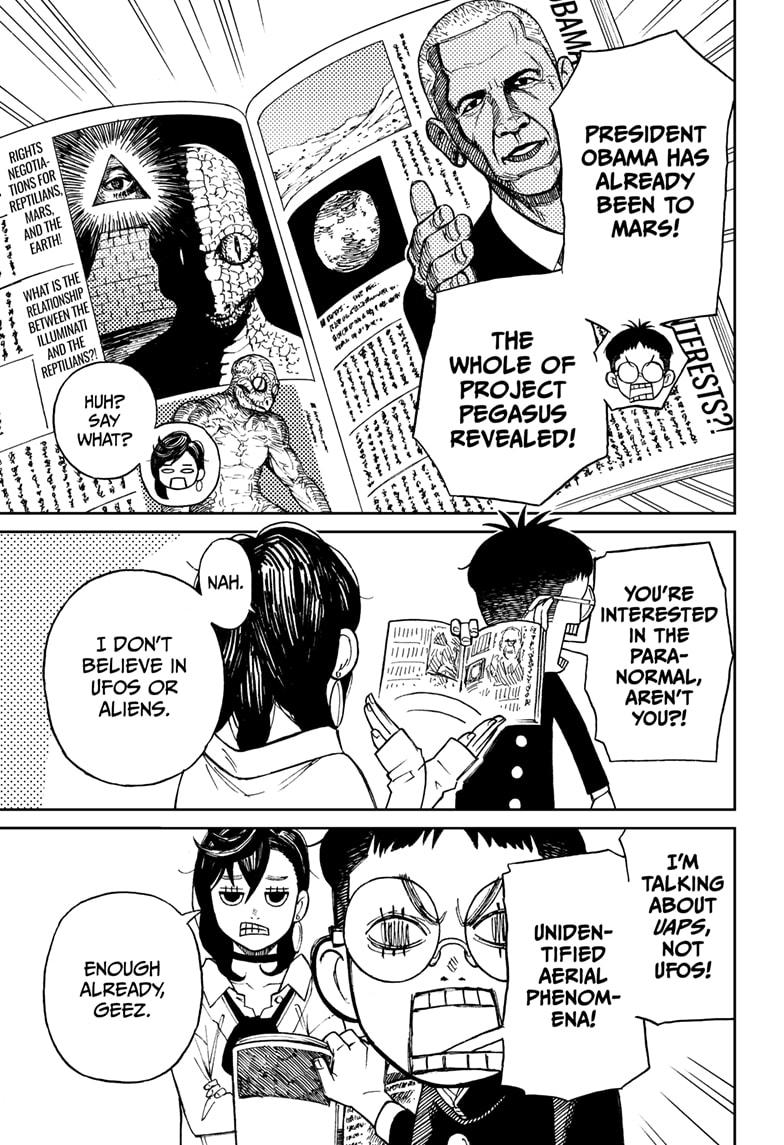 OBAMA
PRESIDENT
OBAMA HAS
ALREADY
BEEN TO
MARS!
THE
WHOLE OF
PROJECT
PEGASUS
REVEALED!
NTERESTS?!
RIGHTS
NEGOTIA-
TIONS FOR
REPTILIANS,
MARS,
AND THE
EARTH!
WHAT IS THE
RELATIONSHIP
BETWEEN THE
ILLUMINATI
AND THE
REPTILIANS?!
HUH?
SAY
WHAT?
YOU'RE
INTERESTED
IN THE
PARA-
NORMAL,
AREN'T
YOU?!
NAH.
I DON'T
BELIEVE IN
UFOS OR
ALIENS.
I'M
TALKING
ABOUT
UAPS,
NOT
UFOS!
UNIDEN-
TIFIED
AERIAL
PHENOM-
ENA!
ENOUGH
ALREADY,
GEEZ.